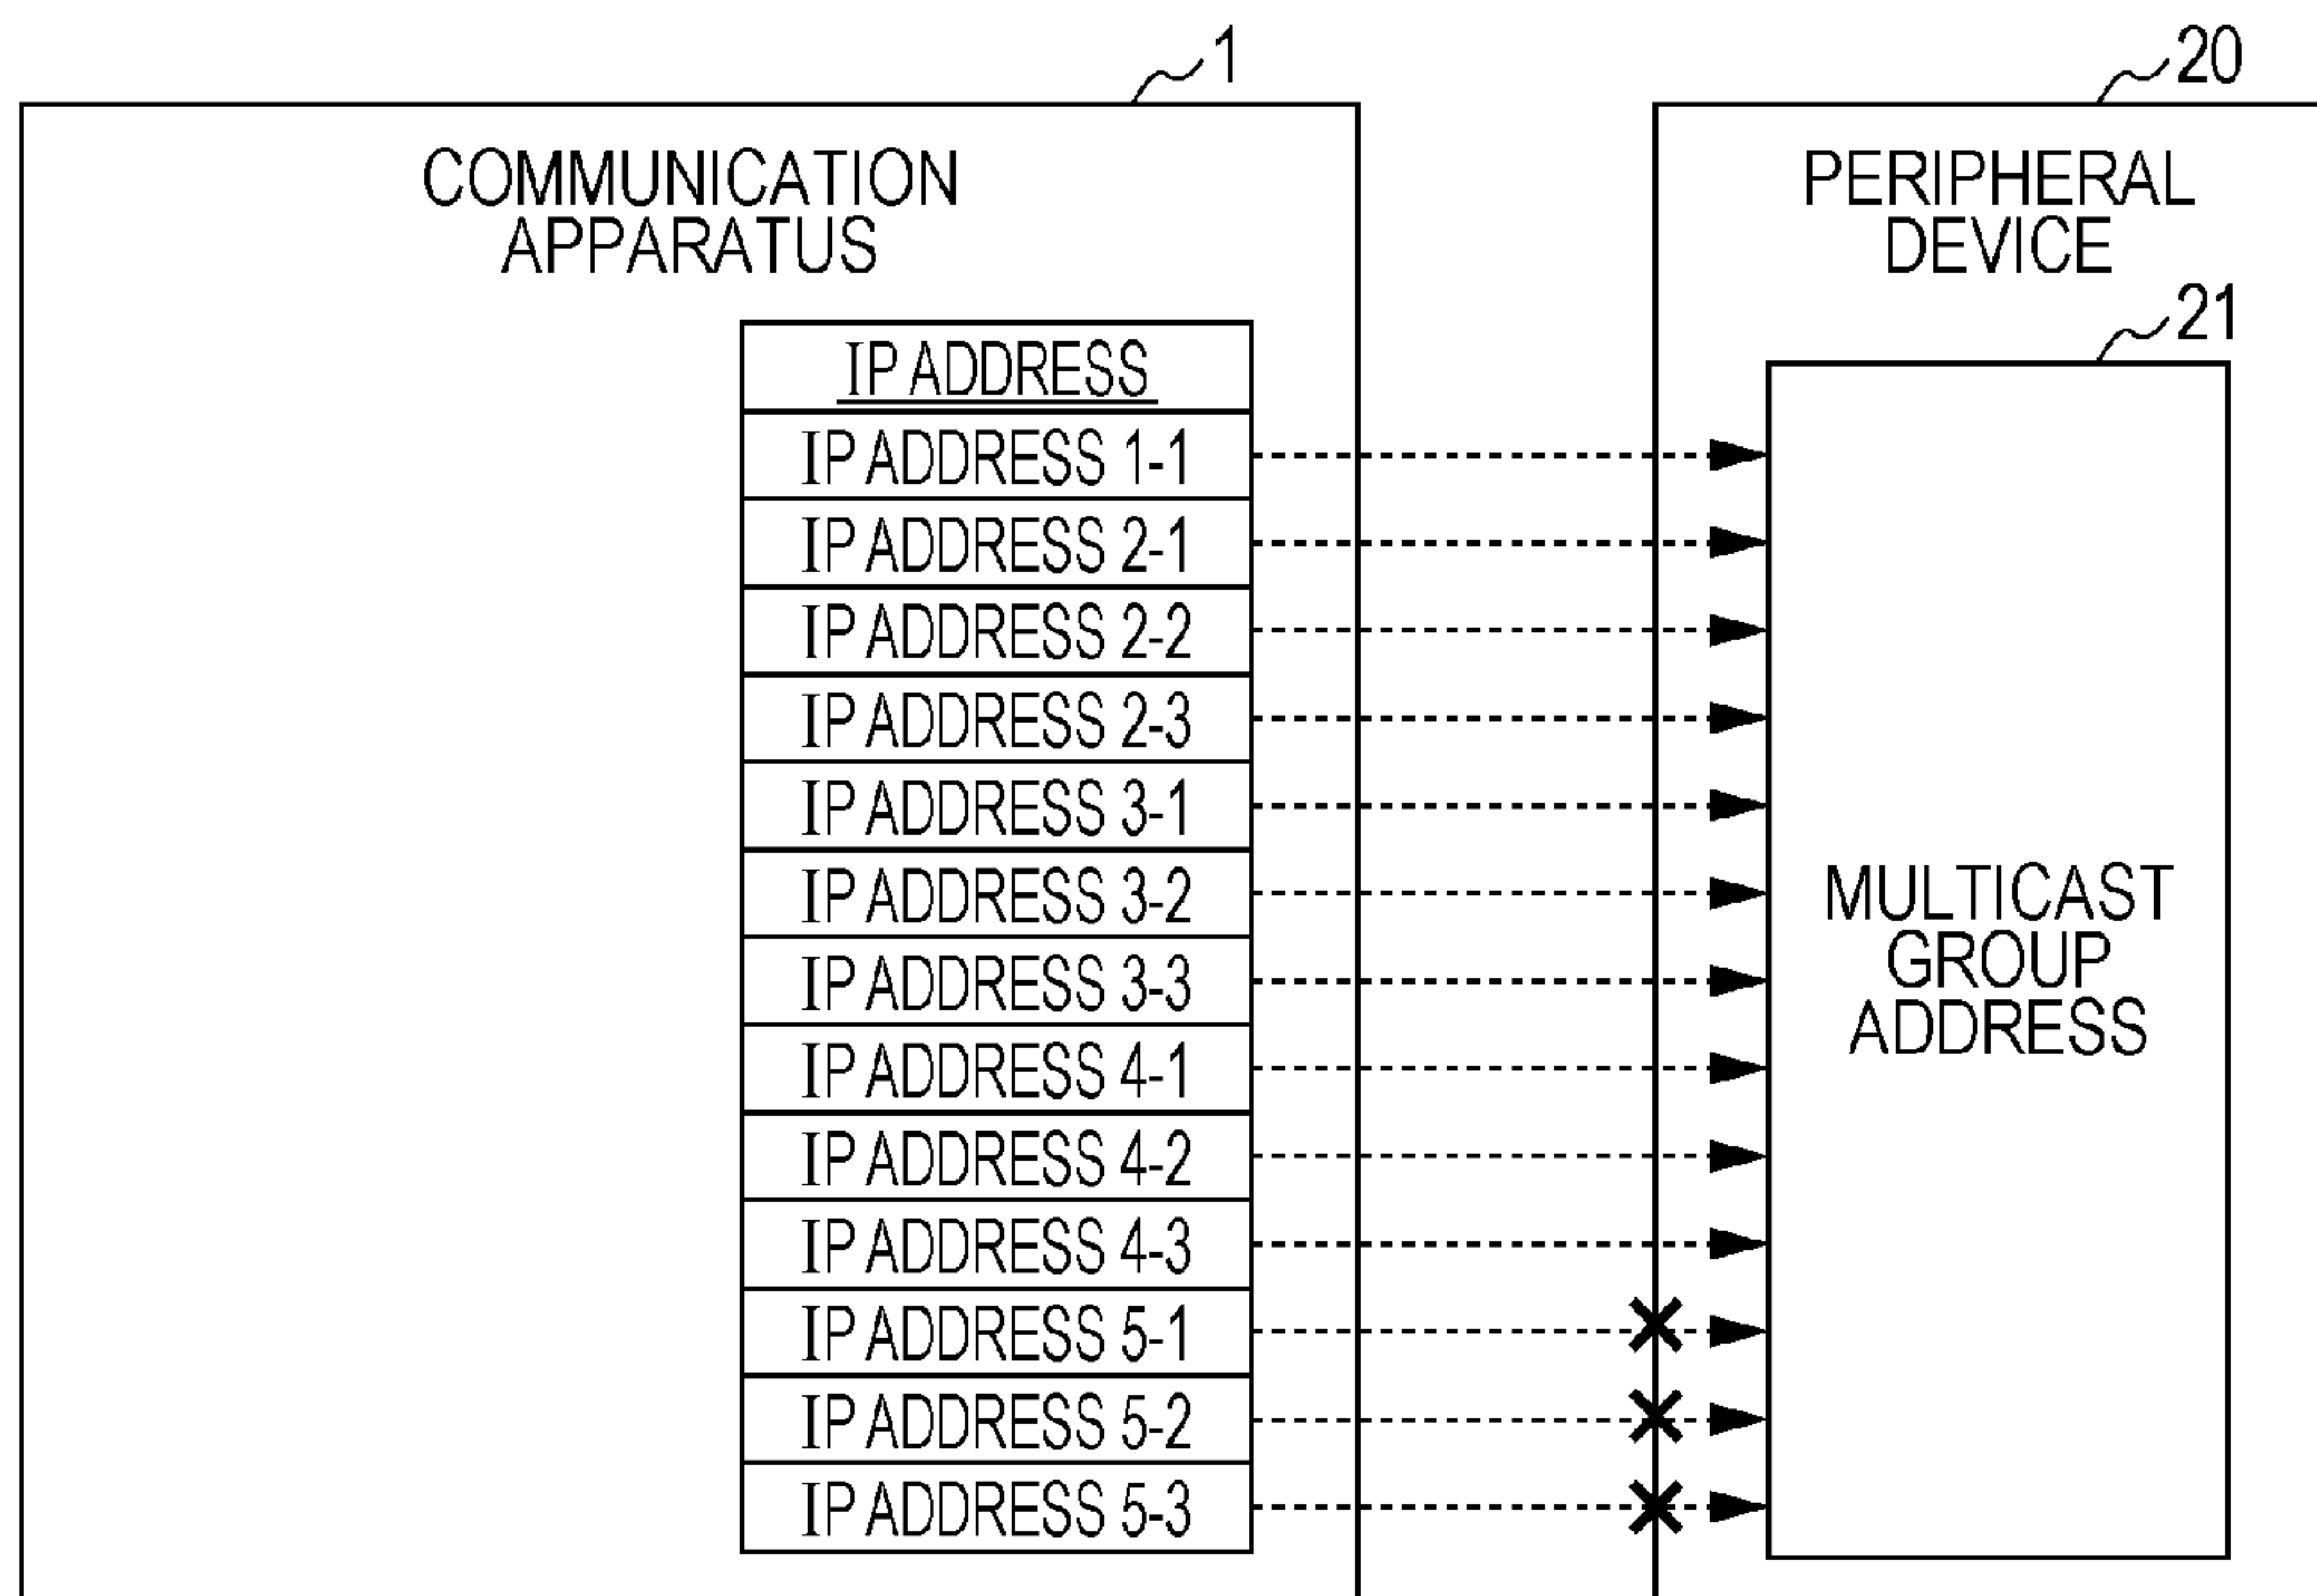 1
20
COMMUNICATION
APPARATUS
PERIPHERAL
DEVICE
21
IP ADDRESS
IP ADDRESS 1-1
IP ADDRESS 2-1
IP ADDRESS 2-2
IP ADDRESS 2-3
IP ADDRESS 3-1
IP ADDRESS 3-2
IP ADDRESS 3-3
IP ADDRESS 4-1
IP ADDRESS 4-2
IP ADDRESS 4-3
IP ADDRESS 5-1
IP ADDRESS 5-2
IP ADDRESS 5-3
MULTICAST
GROUP
ADDRESS